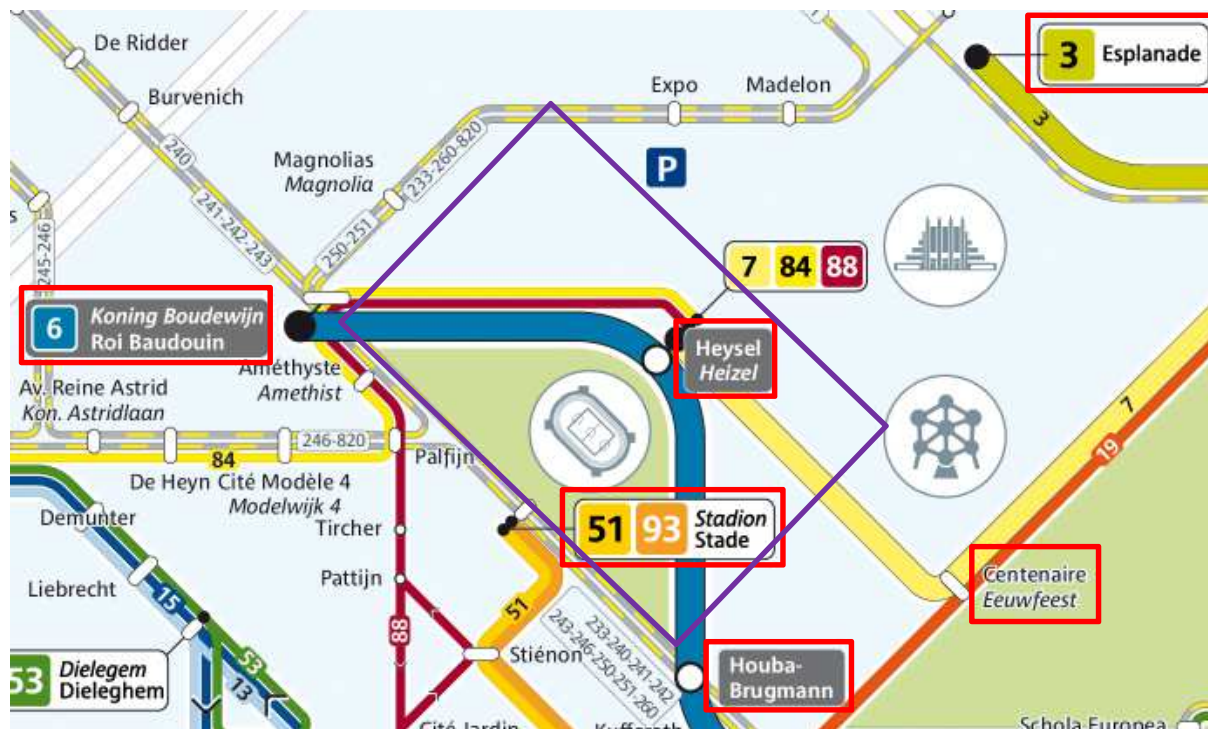 De Ridder
Burvenich
240
241-242-243
245-246
Magnolias
Magnolia
250-251
233-260-820
Expo
Madelon
P
3 Esplanade
3
7 84 88
6 Koning Boudewijn
Roi Baudouin
Heysel
Heizel
Améthyste
Amethist
Av. Reine Astrid
Kon. Astridlaan
246-820
84
Palfijn
De Heyn
Cité Modèle 4
Modelwijk 4
7
19
51 93 Stadion
Stade
Demunter
Tircher
Liebrecht
Pattijn
Centenaire
Eeuwfeest
15
51
88
Stiénon
233-240-241-242
243-246-250-251-260
53 Dielegem
Dieleghem
53
13
Houba-
Brugmann
Cité Jardin
Schola Europea